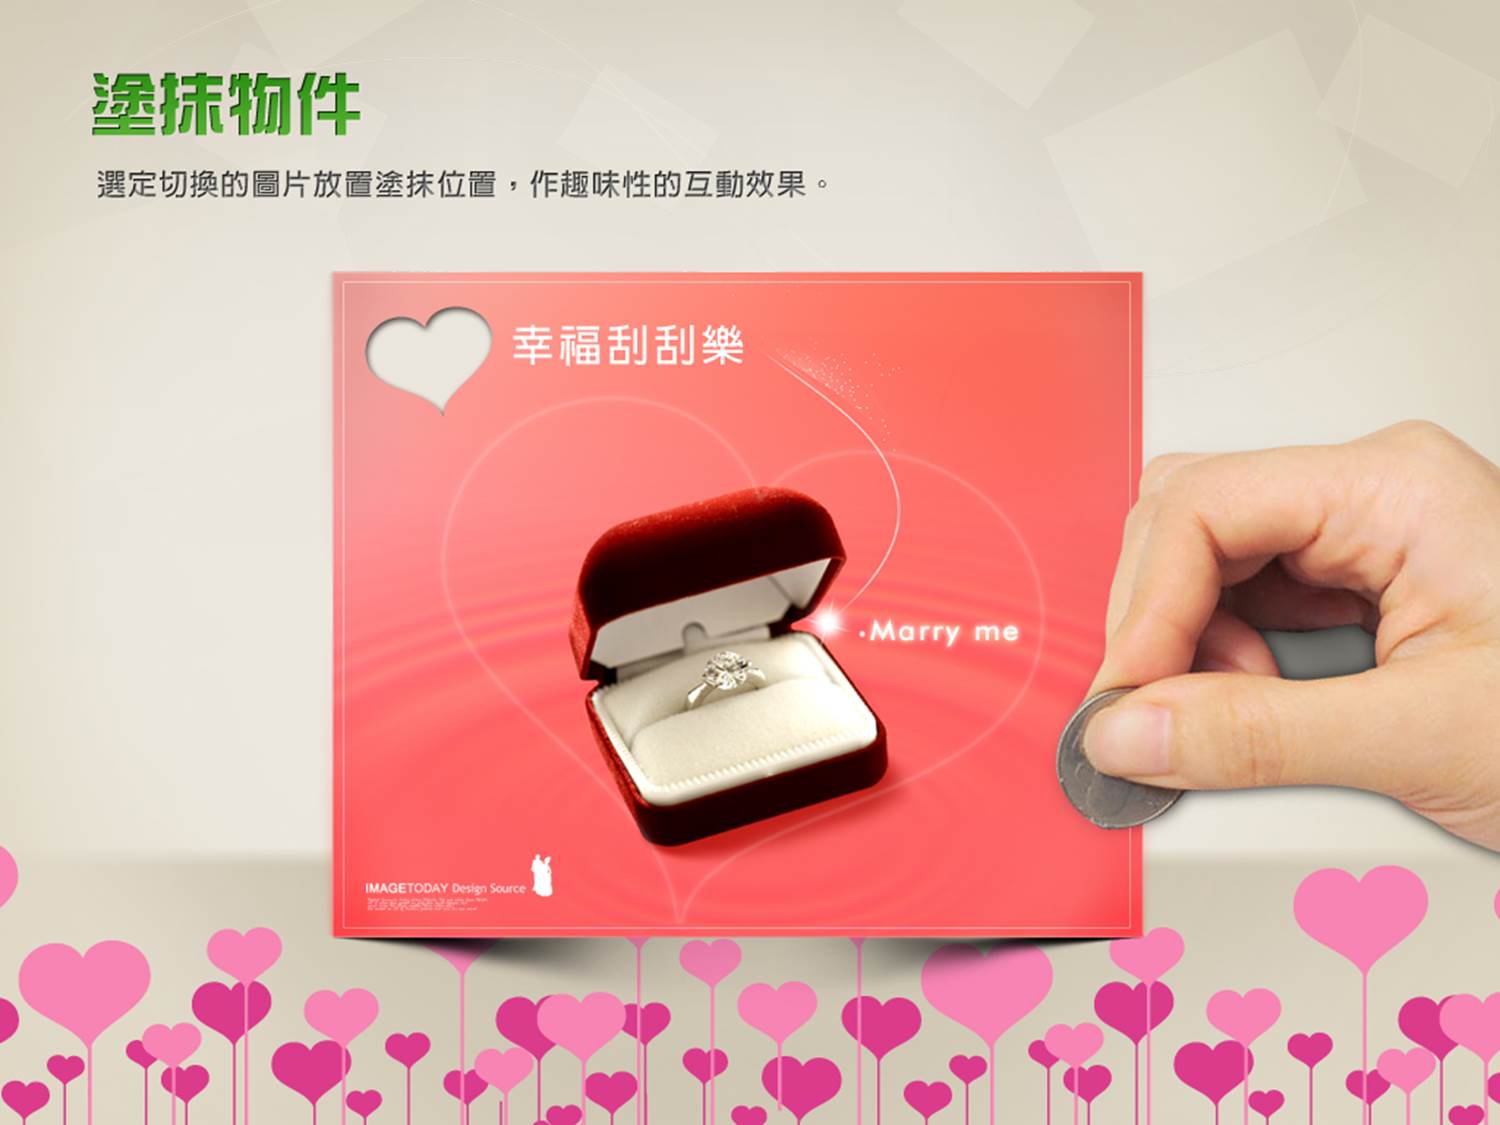 塗抹物件
選定切換的圖片放置塗抹位置，作趣味性的互動效果。
幸福刮刮樂
·Marry me
IMAGETODAY Design Source